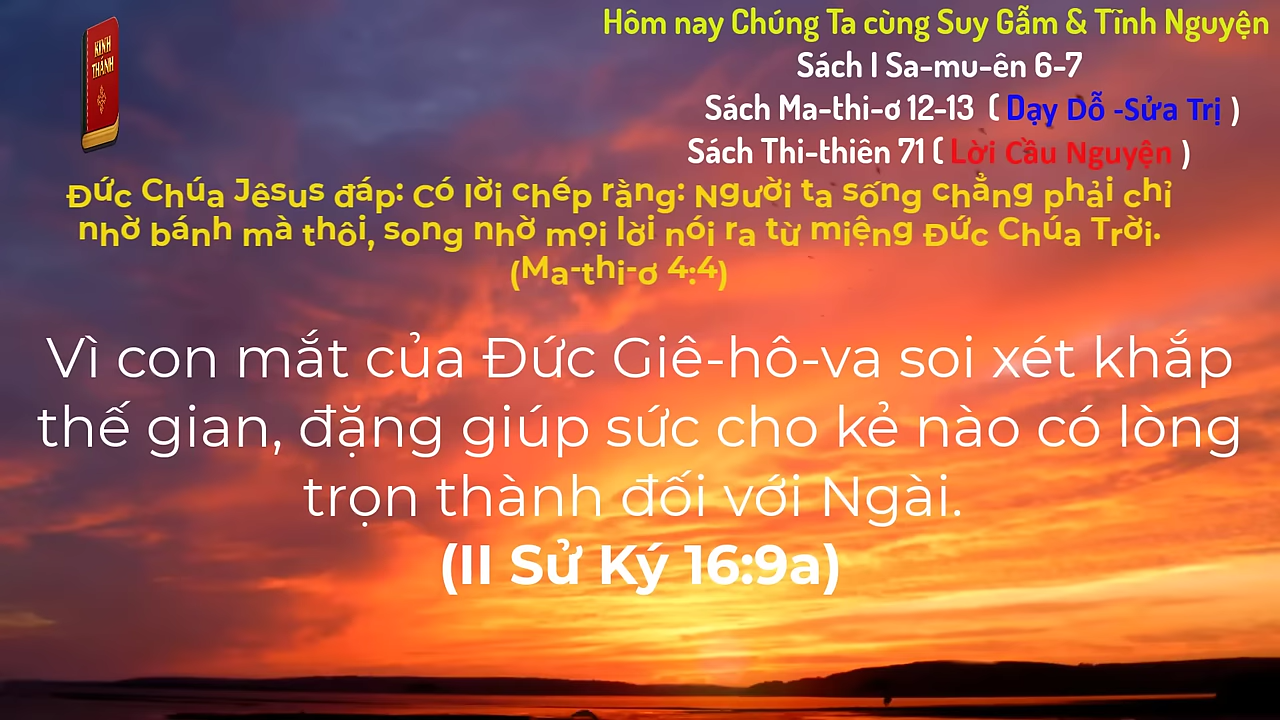 KINH
THÁNH
Hôm nay Chúng Ta cùng Suy Gẫm & Tĩnh Nguyện
Sách I Sa-mu-ên 6-7
Sách Ma-thi-ơ 12-13 ( Dạy Dỗ -Sửa Trị )
Sách Thi-thiên 71 ( Lời Cầu Nguyện )
Đức Chúa Jêsus đáp: Có lời chép rằng: Người ta sống chẳng phải chỉ
nhờ bánh mà thôi, song nhờ mọi lời nói ra từ miệng Đức Chúa Trời.
(Ma-thi-ơ 4:4)
Vì con mắt của Đức Giê-hô-va soi xét khắp
thế gian, đặng giúp sức cho kẻ nào có lòng
trọn thành đối với Ngài.
(II Sử Ký 16:9a)